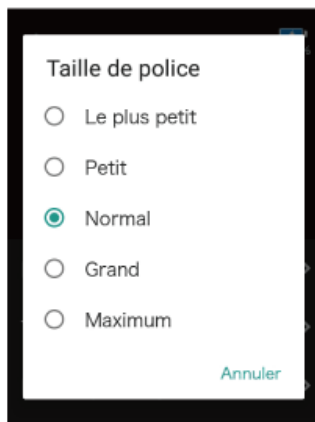 Taille de police
Le plus petit
Petit
Normal
Grand
Maximum
Annuler